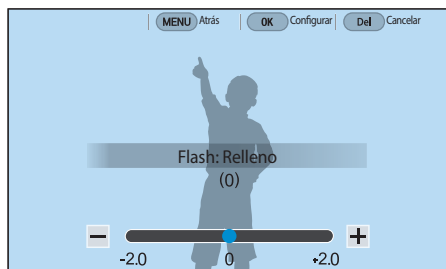 MENU Atrás OK Configurar Del Cancelar
Flash: Relleno
(0)
− +
-2.0 0 +2.0